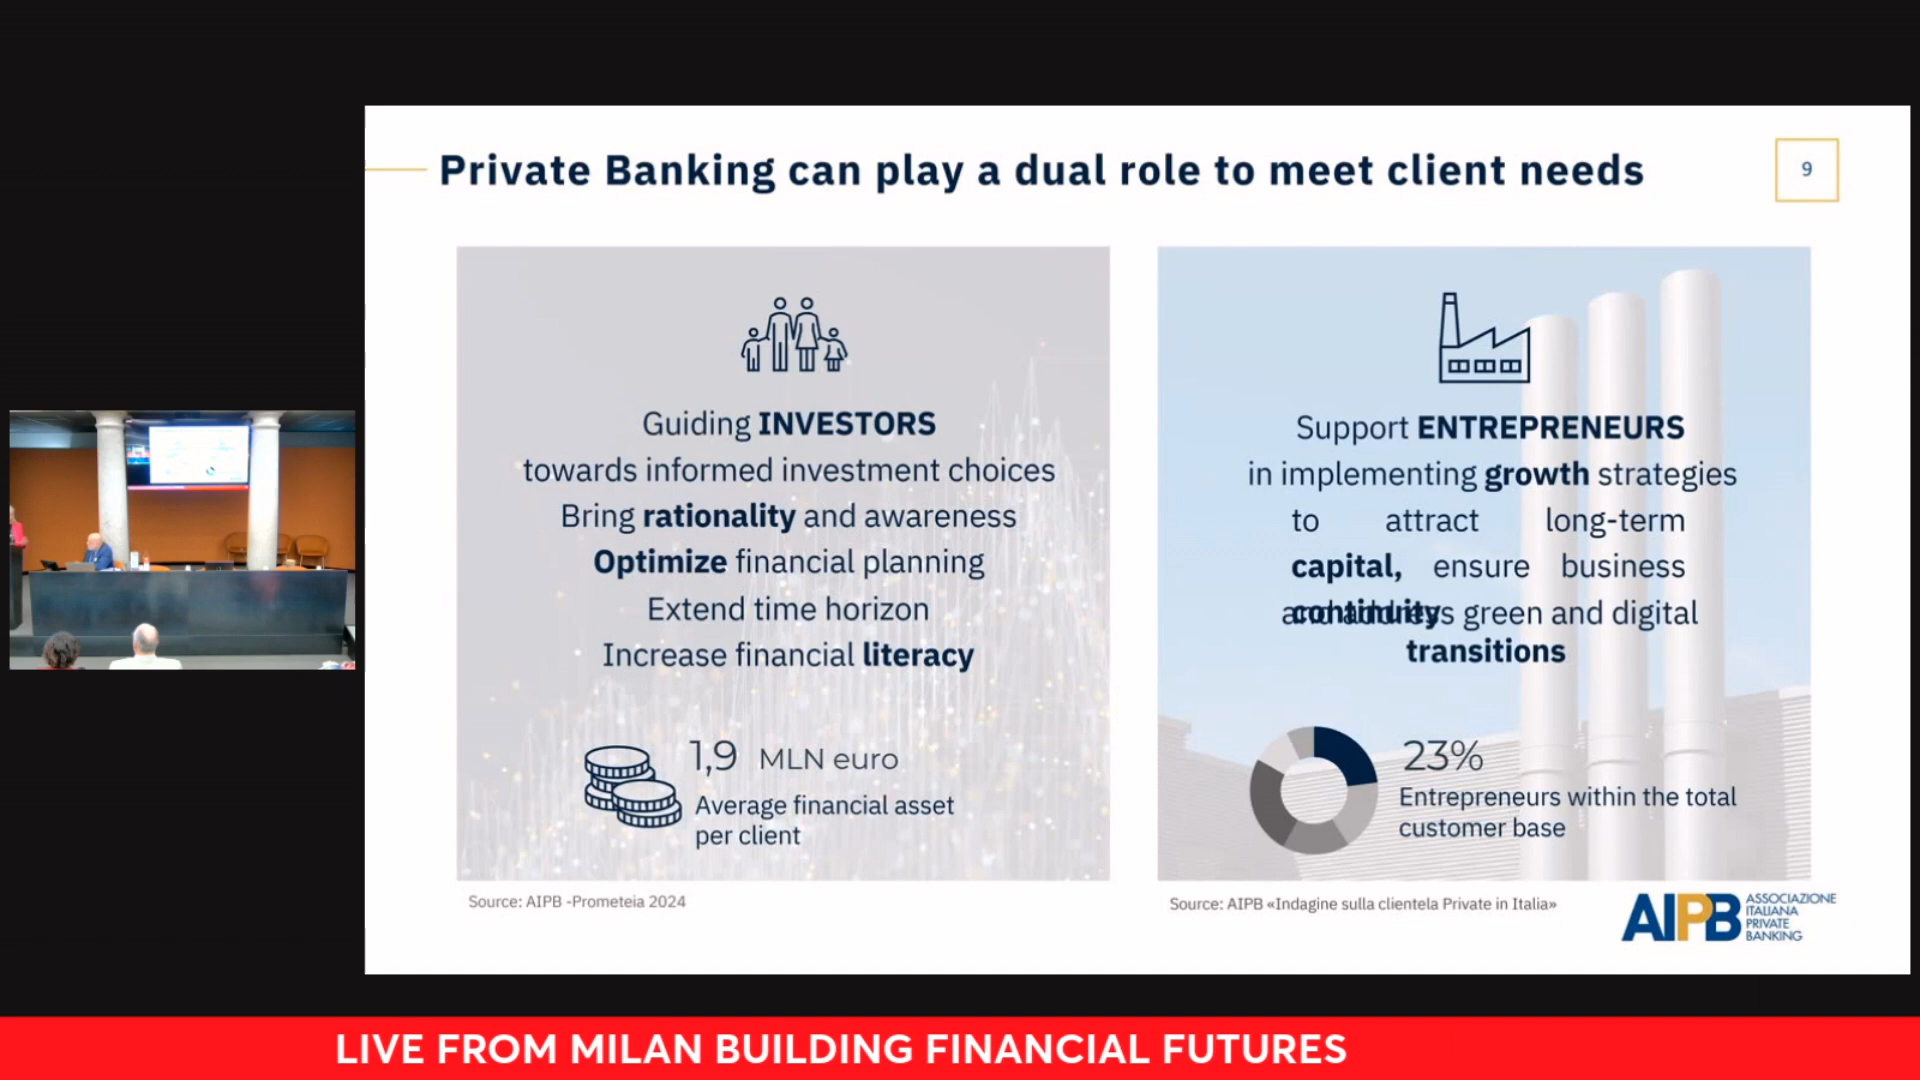 Private Banking can play a dual role to meet client needs
9
Guiding INVESTORS
towards informed investment choices
Bring rationality and awareness
Optimize financial planning
Extend time horizon
Increase financial literacy
1,9 MLN euro
Average financial asset
per client
Source: AIPB -Prometeia 2024
Support ENTREPRENEURS
in implementing growth strategies
to attract long-term
capital, ensure business
continuity
and address green and digital
transitions
23%
Entrepreneurs within the total
customer base
Source: AIPB «Indagine sulla clientela Private in Italia»
AIPB
ASSOCIAZIONE
ITALIANA
PRIVATE
BANKING
LIVE FROM MILAN BUILDING FINANCIAL FUTURES